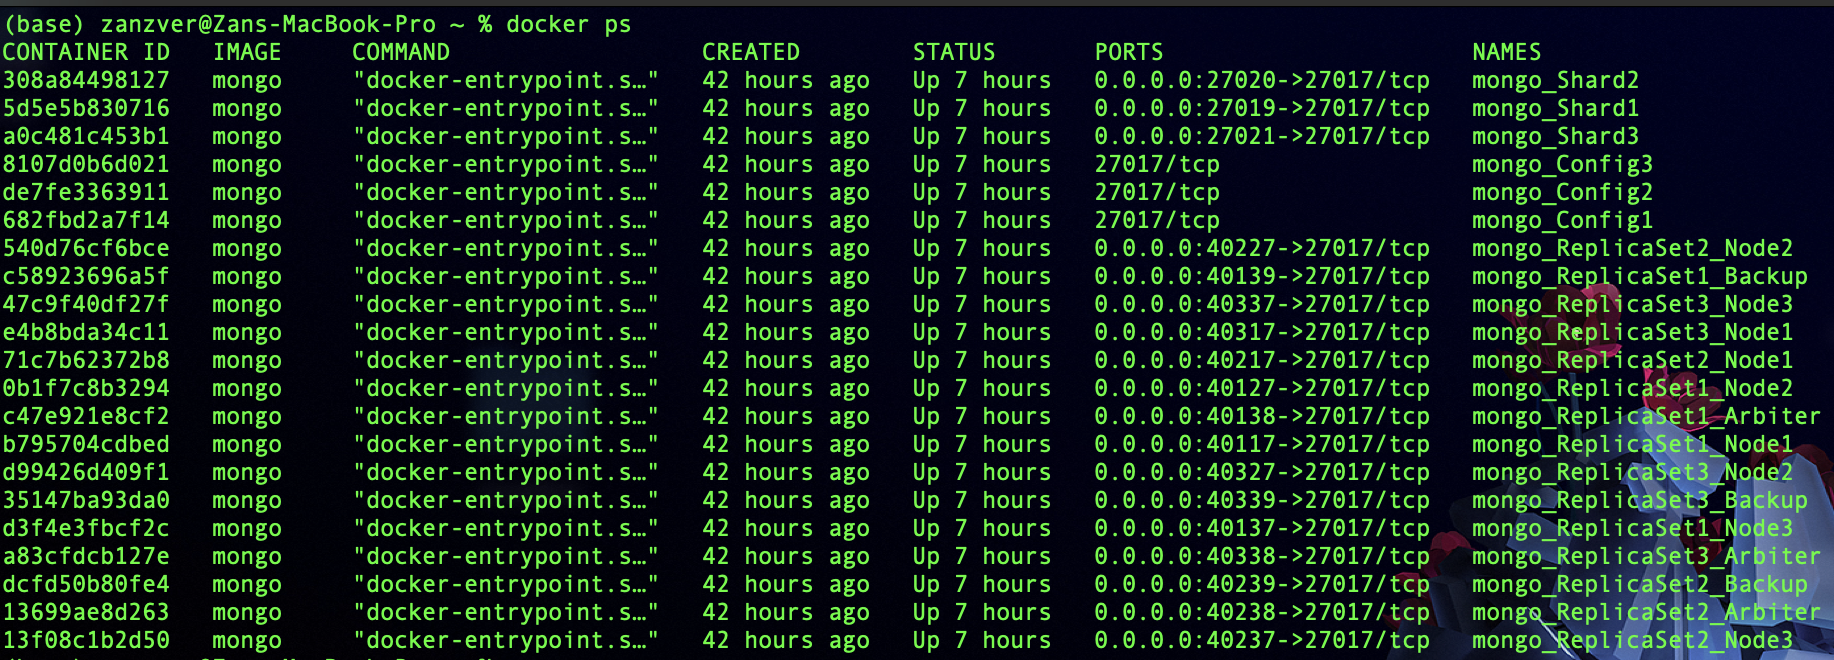 (base) zanzver@Zans-MacBook-Pro ~ % docker ps
CONTAINER ID   IMAGE     COMMAND                  CREATED        STATUS       PORTS                      NAMES
308a84498127   mongo     "docker-entrypoint.s…"   42 hours ago   Up 7 hours   0.0.0.0:27020->27017/tcp   mongo_Shard2
5d5e5b830716   mongo     "docker-entrypoint.s…"   42 hours ago   Up 7 hours   0.0.0.0:27019->27017/tcp   mongo_Shard1
a0c481c453b1   mongo     "docker-entrypoint.s…"   42 hours ago   Up 7 hours   0.0.0.0:27021->27017/tcp   mongo_Shard3
8107d0b6d021   mongo     "docker-entrypoint.s…"   42 hours ago   Up 7 hours   27017/tcp                  mongo_Config3
de7fe3363911   mongo     "docker-entrypoint.s…"   42 hours ago   Up 7 hours   27017/tcp                  mongo_Config2
682fbd2a7f14   mongo     "docker-entrypoint.s…"   42 hours ago   Up 7 hours   27017/tcp                  mongo_Config1
540d76cf6bce   mongo     "docker-entrypoint.s…"   42 hours ago   Up 7 hours   0.0.0.0:40227->27017/tcp   mongo_ReplicaSet2_Node2
c58923696a5f   mongo     "docker-entrypoint.s…"   42 hours ago   Up 7 hours   0.0.0.0:40139->27017/tcp   mongo_ReplicaSet1_Backup
47c9f40df27f   mongo     "docker-entrypoint.s…"   42 hours ago   Up 7 hours   0.0.0.0:40337->27017/tcp   mongo_ReplicaSet3_Node3
e4b8bda34c11   mongo     "docker-entrypoint.s…"   42 hours ago   Up 7 hours   0.0.0.0:40317->27017/tcp   mongo_ReplicaSet3_Node1
71c7b62372b8   mongo     "docker-entrypoint.s…"   42 hours ago   Up 7 hours   0.0.0.0:40217->27017/tcp   mongo_ReplicaSet2_Node1
0b1f7c8b3294   mongo     "docker-entrypoint.s…"   42 hours ago   Up 7 hours   0.0.0.0:40127->27017/tcp   mongo_ReplicaSet1_Node2
c47e921e8cf2   mongo     "docker-entrypoint.s…"   42 hours ago   Up 7 hours   0.0.0.0:40138->27017/tcp   mongo_ReplicaSet1_Arbiter
b795704cdbed   mongo     "docker-entrypoint.s…"   42 hours ago   Up 7 hours   0.0.0.0:40117->27017/tcp   mongo_ReplicaSet1_Node1
d99426d409f1   mongo     "docker-entrypoint.s…"   42 hours ago   Up 7 hours   0.0.0.0:40327->27017/tcp   mongo_ReplicaSet3_Node2
35147ba93da0   mongo     "docker-entrypoint.s…"   42 hours ago   Up 7 hours   0.0.0.0:40339->27017/tcp   mongo_ReplicaSet3_Backup
d3f4e3fbcf2c   mongo     "docker-entrypoint.s…"   42 hours ago   Up 7 hours   0.0.0.0:40137->27017/tcp   mongo_ReplicaSet1_Node3
a83cfdcb127e   mongo     "docker-entrypoint.s…"   42 hours ago   Up 7 hours   0.0.0.0:40338->27017/tcp   mongo_ReplicaSet3_Arbiter
dcfd50b80fe4   mongo     "docker-entrypoint.s…"   42 hours ago   Up 7 hours   0.0.0.0:40239->27017/tcp   mongo_ReplicaSet2_Backup
13699ae8d263   mongo     "docker-entrypoint.s…"   42 hours ago   Up 7 hours   0.0.0.0:40238->27017/tcp   mongo_ReplicaSet2_Arbiter
13f08c1b2d50   mongo     "docker-entrypoint.s…"   42 hours ago   Up 7 hours   0.0.0.0:40237->27017/tcp   mongo_ReplicaSet2_Node3